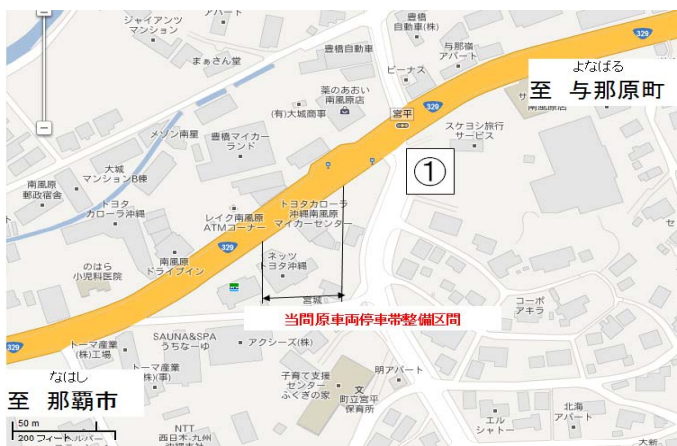 ジャイアンツ
マンション
アパート
豊橋
自動車(株)
豊橋自動車
与那嶺
アパート
329
まぁさん堂
ピーナス
よなばる
至 与那原町
薬のあおい
南風原店
(有)大城商事
宮平
329
南風原店
メゾン南星
豊橋マイカー
ランド
スケヨシ旅行
サービス
①
大城
マンションB棟
南風原
郵政宿舎
トヨタ
カローラ沖縄
レイク南風原
ATMコーナー
トヨタカローラ
沖縄南風原
マイカーセンター
329
のはら
小児科医院
南風原
ドライブイン
ネッツ
トヨタ沖縄
宮城
コーポ
アキラ
当間原車両停車帯整備区間
329
トーマ産業
(株)工場
SAUNA&SPA
うちなーゆ
アクシーズ(株)
トーマ産業
(株)(事)
なはし
至 那覇市
子育て支援
センター
ふくぎの家
明アパート
文
町立宮平
保育所
エル
シャトー
北海
アパート
50 m
200 フィート
NTT
西日本-九州
大新